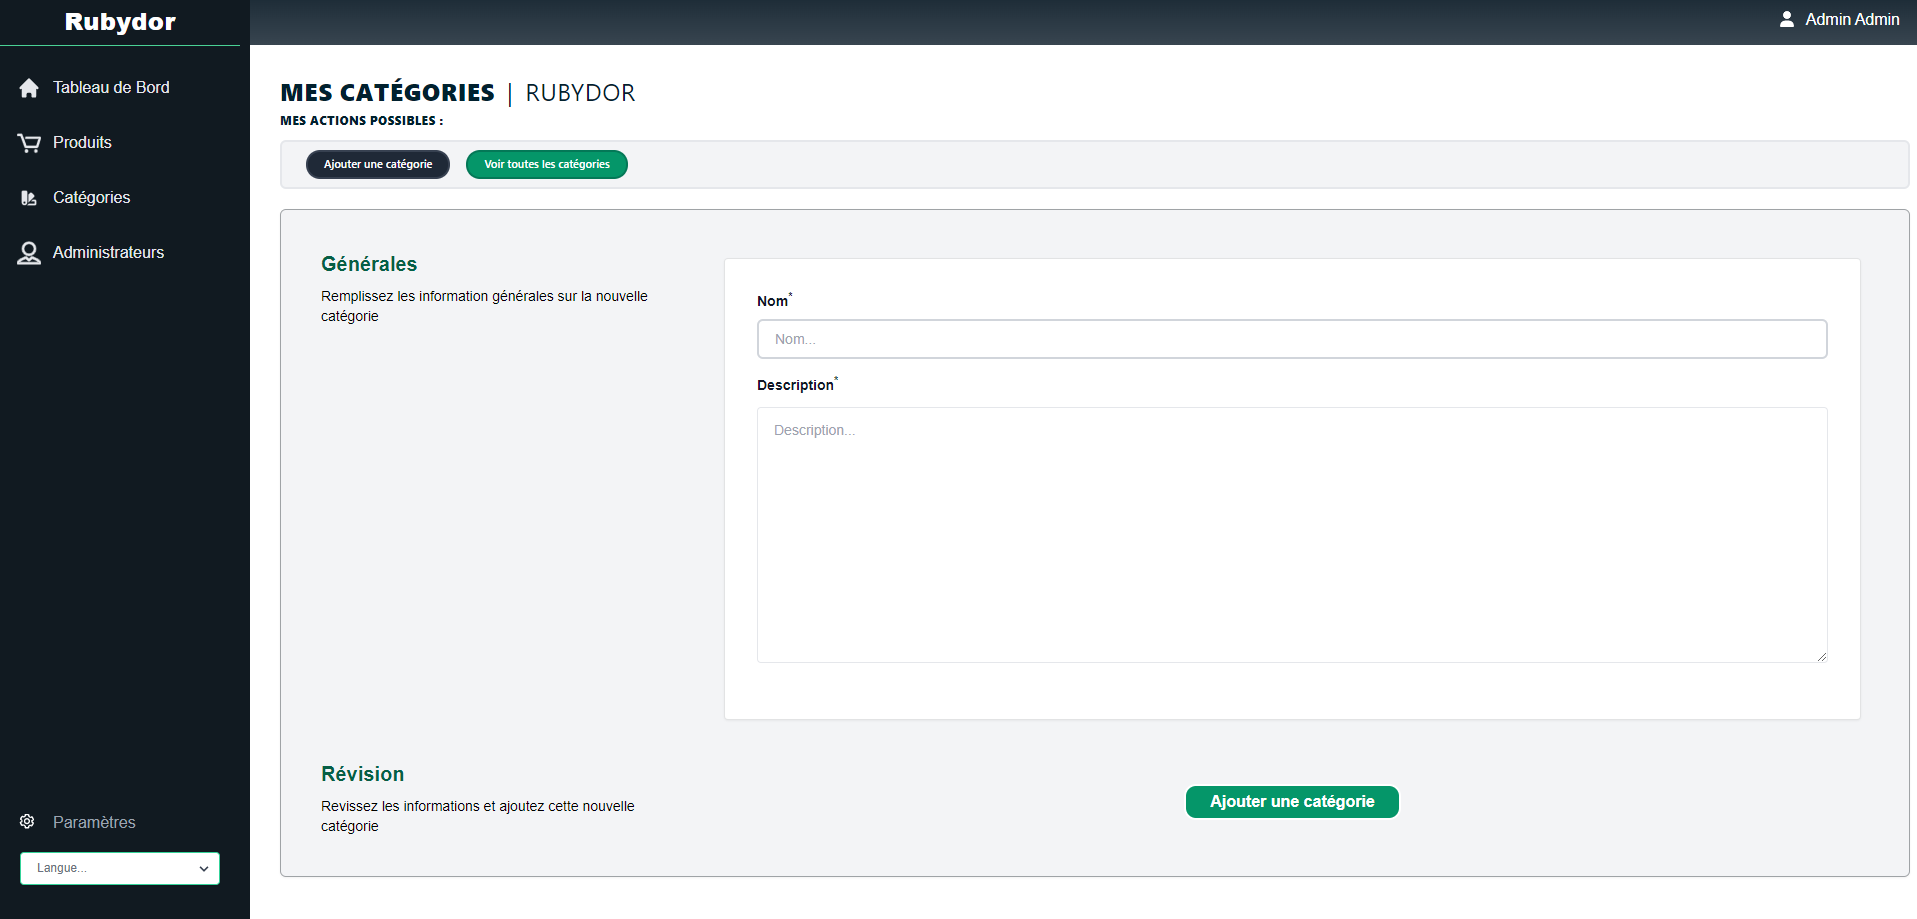 Rubydor
Admin Admin
Tableau de Bord
Produits
Catégories
Administrateurs
Paramètres
Langue...
MES CATÉGORIES | RUBYDOR
MES ACTIONS POSSIBLES :
Ajouter une catégorie
Voir toutes les catégories
Générales
Remplissez les information générales sur la nouvelle
catégorie
Nom*
Nom...
Description*
Description...
Révision
Revissez les informations et ajoutez cette nouvelle
catégorie
Ajouter une catégorie